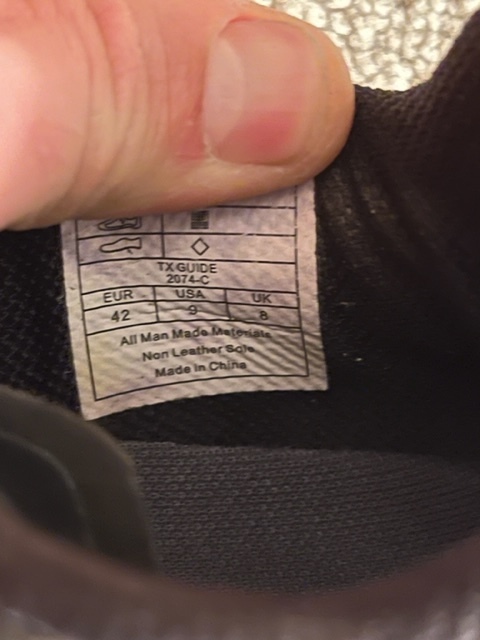 TX GUIDE
2074-C
EUR USA UK
42 9 8
All Man Made Materials
Non Leather Sole
Made in China